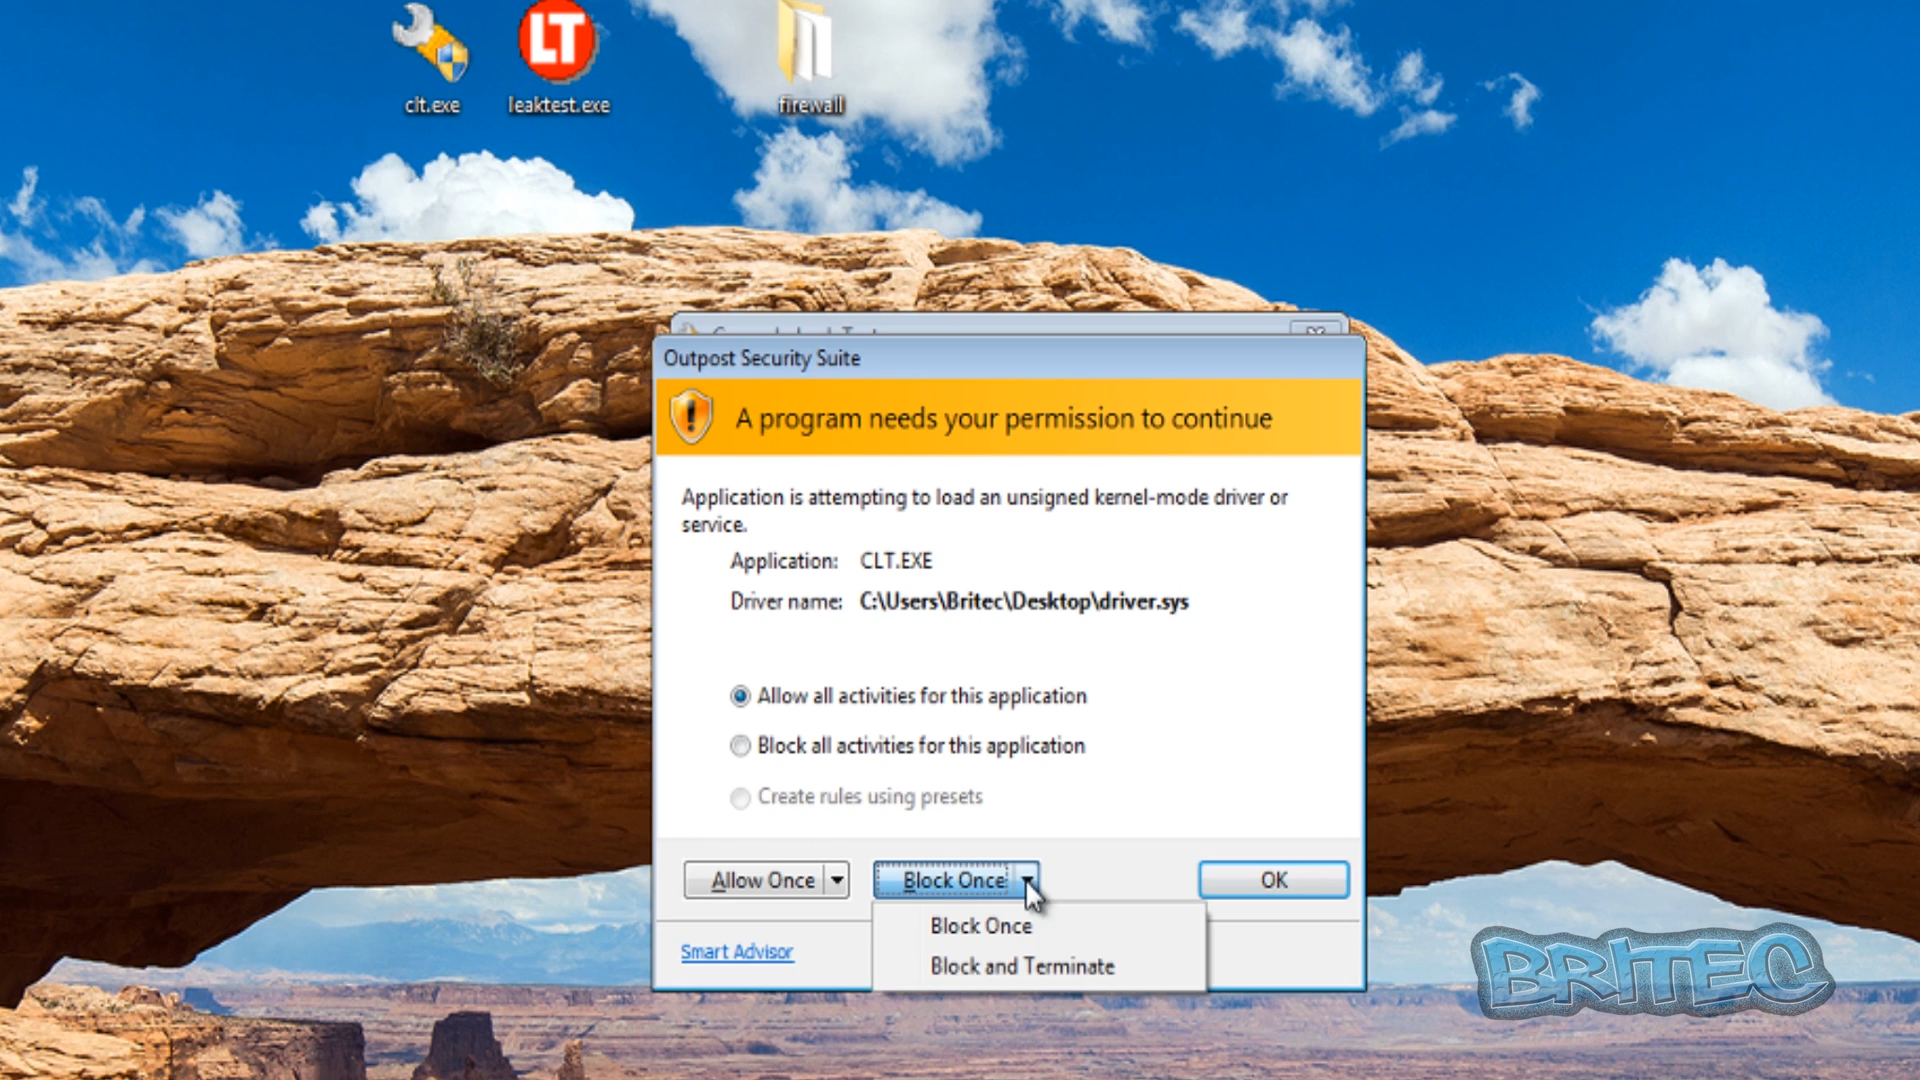 clt.exe
leaktest.exe
firewall
LT
Outpost Security Suite
A program needs your permission to continue
Application is attempting to load an unsigned kernel-mode driver or
service.
Application: CLT.EXE
Driver name: C:\Users\Britec\Desktop\driver.sys
Allow all activities for this application
Block all activities for this application
Create rules using presets
Allow Once
Block Once
OK
Block Once
Block and Terminate
Smart Advisor
BRITEC